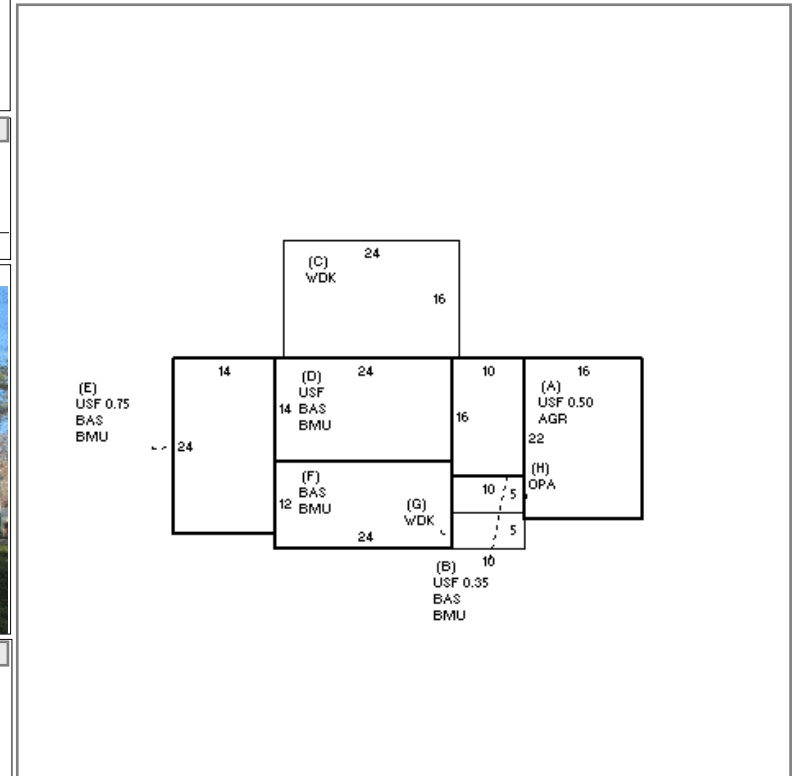 24
(C)
WDK
16
14
(D)
24
10
16
(E)
USF 0.75
BAS
BMU
USF
14 BAS
BMU
(A)
USF 0.50
AGR
16
22
24
(F)
BAS
12 BMU
(G)
WDK
24
(H)
OPA
10 5
5
10
(B)
USF 0.35
BAS
BMU